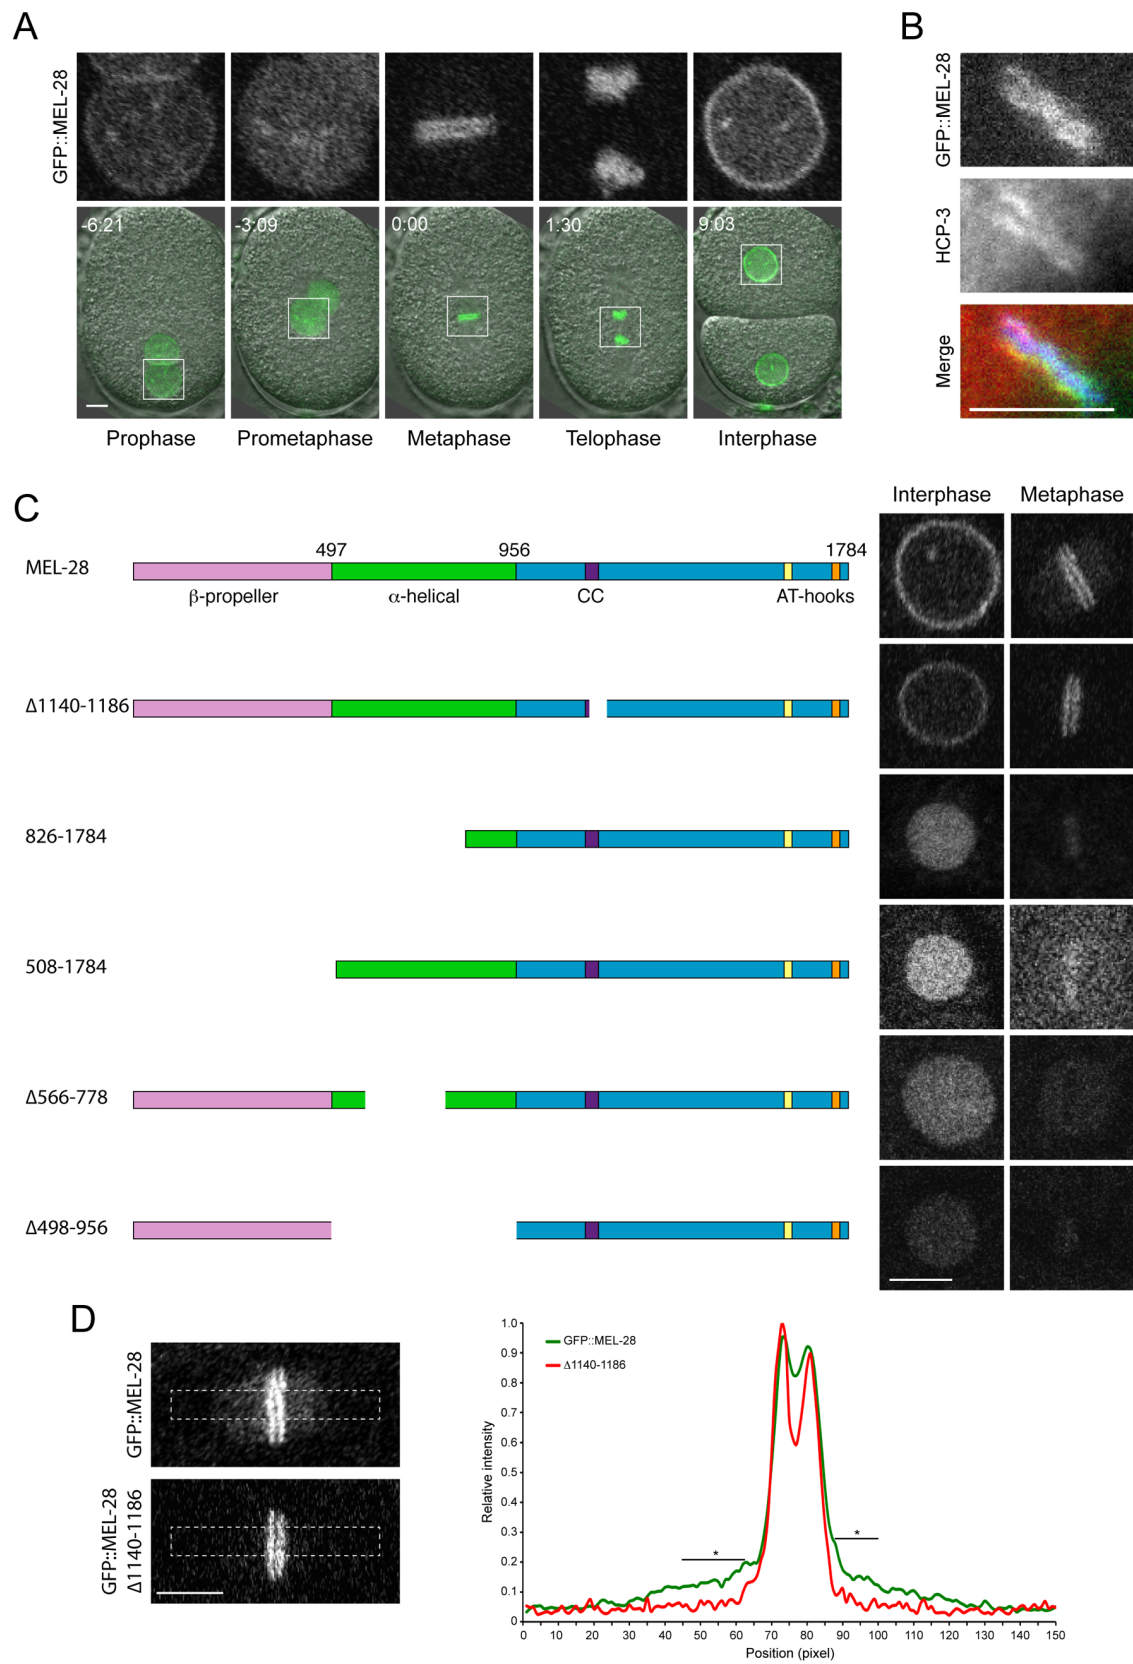 A
B
GFP::MEL-28
-6:21
-3:09
0:00
1:30
9:03
Prophase
Prometaphase
Metaphase
Telophase
Interphase
GFP::MEL-28
HCP-3
Merge
C
Interphase
Metaphase
497
956
1784
MEL-28
β-propeller
α-helical
CC
AT-hooks
Δ1140-1186
826-1784
508-1784
Δ566-778
Δ498-956
D
GFP::MEL-28
GFP::MEL-28
Δ1140-1186
GFP::MEL-28
Δ1140-1186
Relative intensity
1.0
0.9
0.8
0.7
0.6
0.5
0.4
0.3
0.2
0.1
0
*
*
0 10 20 30 40 50 60 70 80 90 100 110 120 130 140 150
Position (pixel)